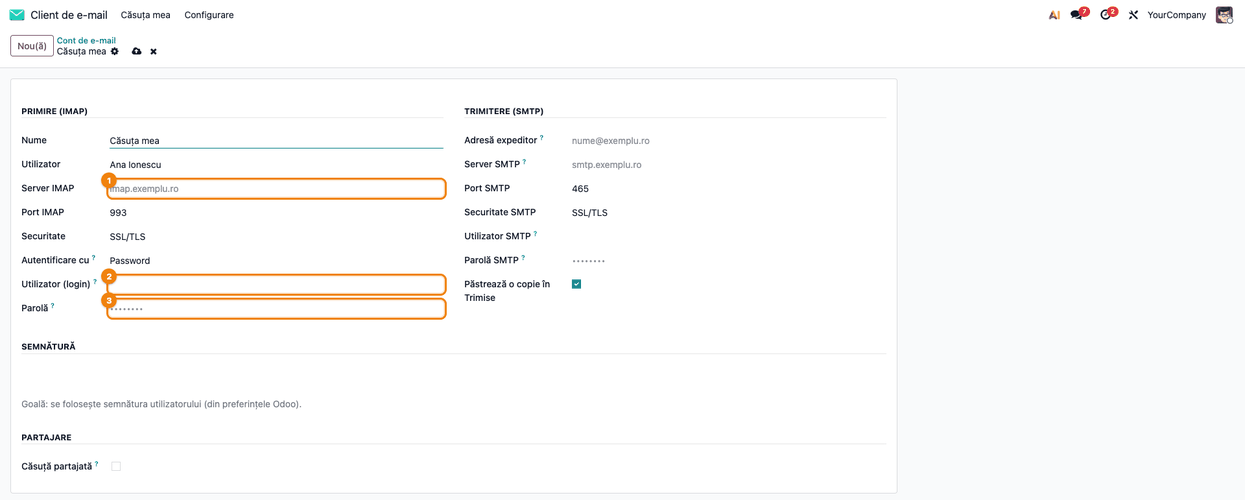 Client de e-mail Căsuța mea Configurare 7 2 YourCompany
Nou(ă) Cont de e-mail
Căsuța mea
PRIMIRE (IMAP)
Nume Căsuța mea
Utilizator Ana Ionescu
Server IMAP 1 imap.exemplu.ro
Port IMAP 993
Securitate SSL/TLS
Autentificare cu ? Password
Utilizator (login) ? 2
Parolă ? 3 ••••••••
TRIMITERE (SMTP)
Adresă expeditor ? nume@exemplu.ro
Server SMTP ? smtp.exemplu.ro
Port SMTP 465
Securitate SMTP SSL/TLS
Utilizator SMTP ?
Parolă SMTP ? ••••••••
Păstrează o copie în
Trimise
SEMNĂTURĂ
Goală: se folosește semnătura utilizatorului (din preferințele Odoo).
PARTAJARE
Căsuță partajată ?